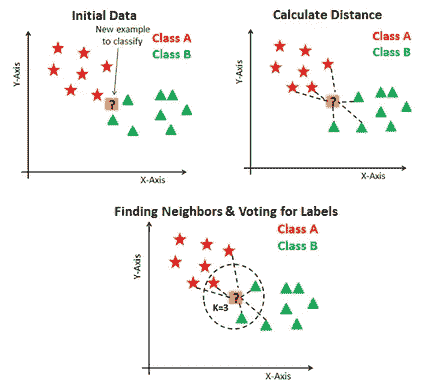 Initial Data
New example
to classify
Class A
Class B
Y-Axis
?
X-Axis
Calculate Distance
Class A
Class B
Y-Axis
?
X-Axis
Finding Neighbors & Voting for Labels
Class A
Class B
Y-Axis
?
K=3
X-Axis